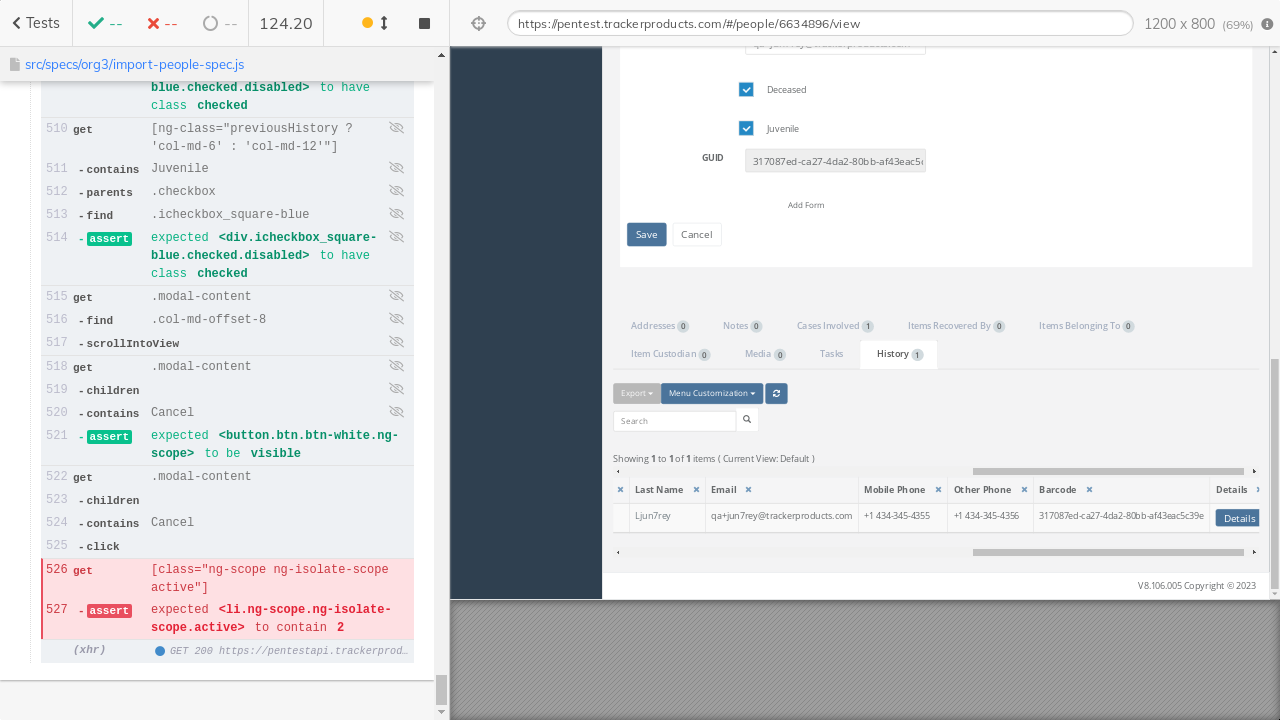 Tests
--
--
--
124.20
https://pentest.trackerproducts.com/#/people/6634896/view
1200 x 800 (69%)
src/specs/org3/import-people-spec.js
blue.checked.disabled> to have
class checked
510 get [ng-class="previousHistory ?
'col-md-6' : 'col-md-12'"]
511 - contains Juvenile
512 - parents .checkbox
513 - find .icheckbox_square-blue
514 - assert expected <div.icheckbox_square-
blue.checked.disabled> to have
class checked
515 get .modal-content
516 - find .col-md-offset-8
517 - scrollIntoView
518 get .modal-content
519 - children
520 - contains Cancel
521 - assert expected <button.btn.btn-white.ng-
scope> to be visible
522 get .modal-content
523 - children
524 - contains Cancel
525 - click
526 get [class="ng-scope ng-isolate-scope
active"]
527 - assert expected <li.ng-scope.ng-isolate-
scope.active> to contain 2
(xhr) GET 200 https://pentestapi.trackerprod…
Deceased
Juvenile
GUID 317087ed-ca27-4da2-80bb-af43eac5
Add Form
Save Cancel
Addresses 0 Notes 0 Cases Involved 1 Items Recovered By 0 Items Belonging To 0
Item Custodian 0 Media 0 Tasks History 1
Export Menu Customization
Search
Showing 1 to 1 of 1 items ( Current View: Default )
Last Name Email Mobile Phone Other Phone Barcode Details
Ljun7rey qa+jun7rey@trackerproducts.com +1 434-345-4355 +1 434-345-4356 317087ed-ca27-4da2-80bb-af43eac5c39e Details
V8.106.005 Copyright © 2023